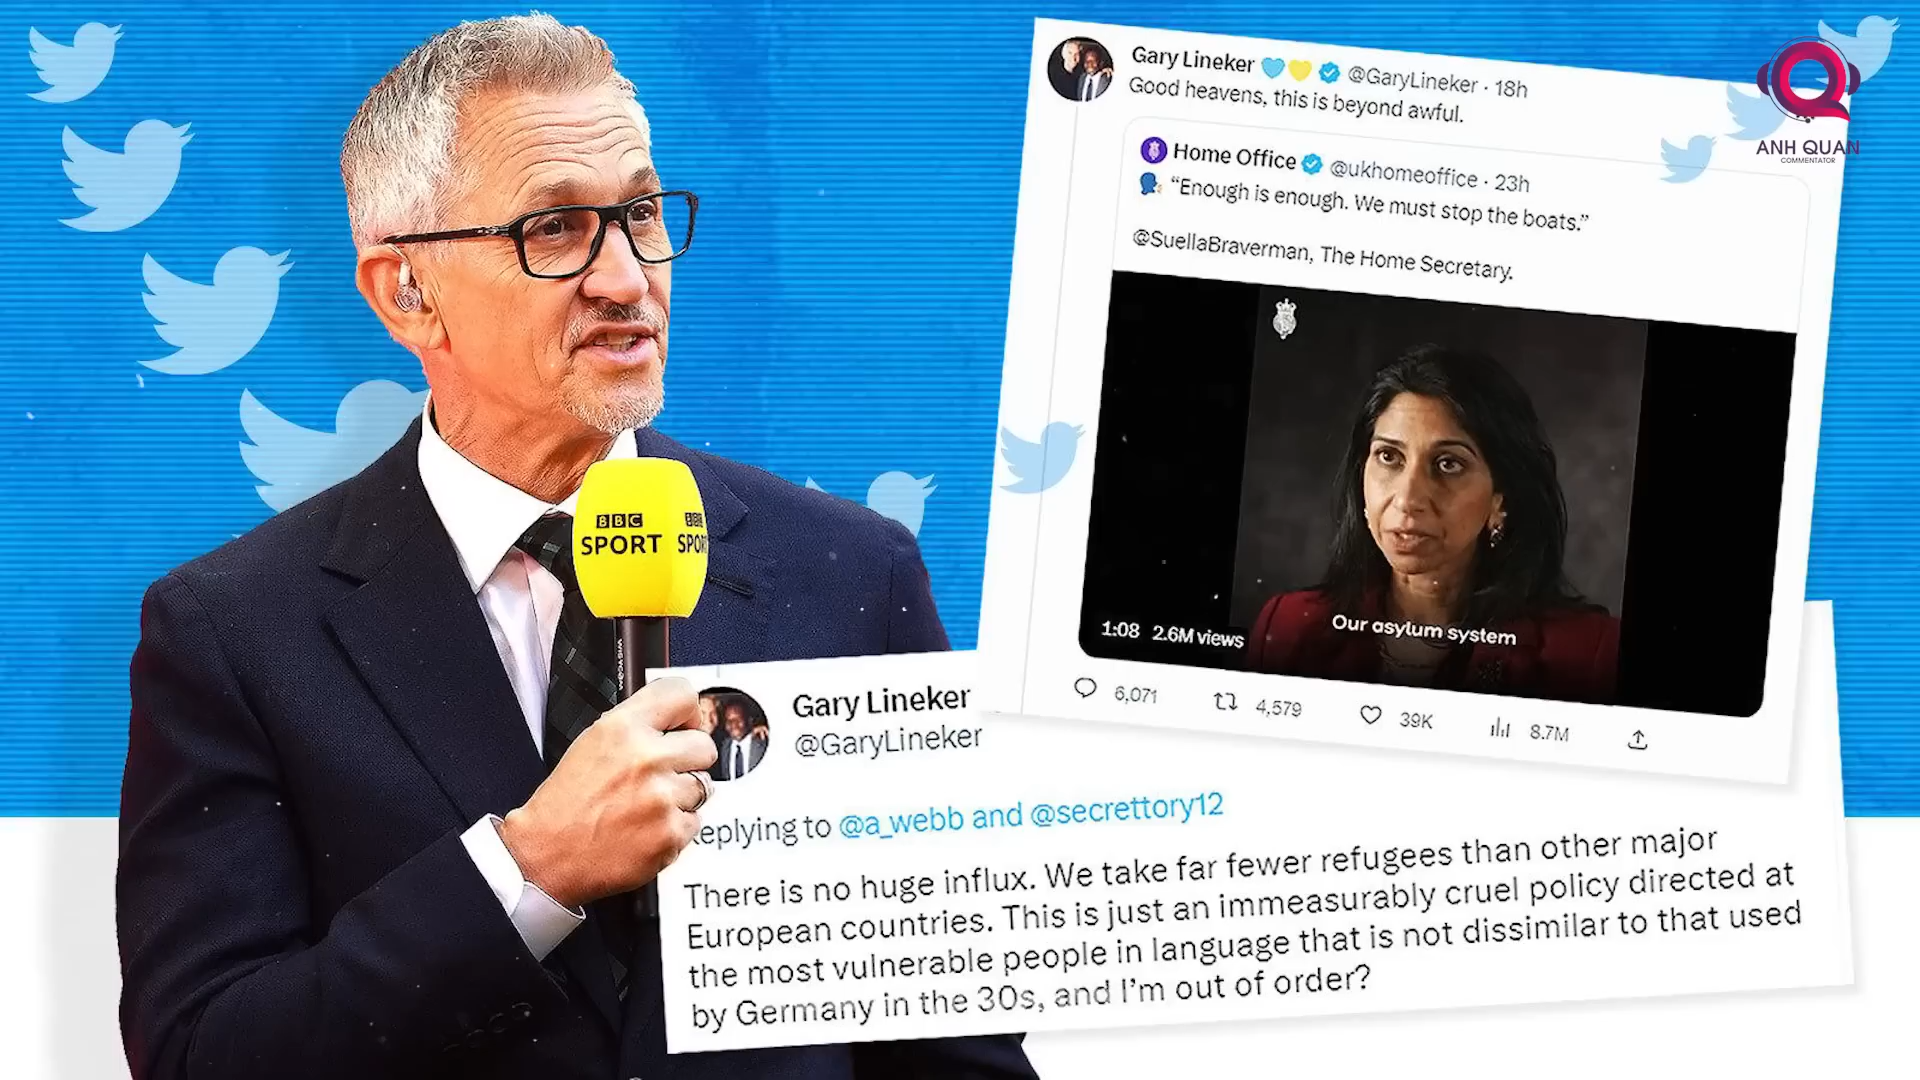 Gary Lineker 🩵💛 @GaryLineker · 18h
Good heavens, this is beyond awful.
Home Office @ukhomeoffice · 23h
🗣️ “Enough is enough. We must stop the boats.”
@SuellaBraverman, The Home Secretary.
Our asylum system
1:08 2.6M views
6,071 4,579 39K 8.7M
ANH QUAN
COMMENTATOR
BBC
SPORT
BBC
SPO
Gary Lineker
@GaryLineker
eplying to @a_webb and @secrettory12
There is no huge influx. We take far fewer refugees than other major
European countries. This is just an immeasurably cruel policy directed at
the most vulnerable people in language that is not dissimilar to that used
by Germany in the 30s, and I’m out of order?